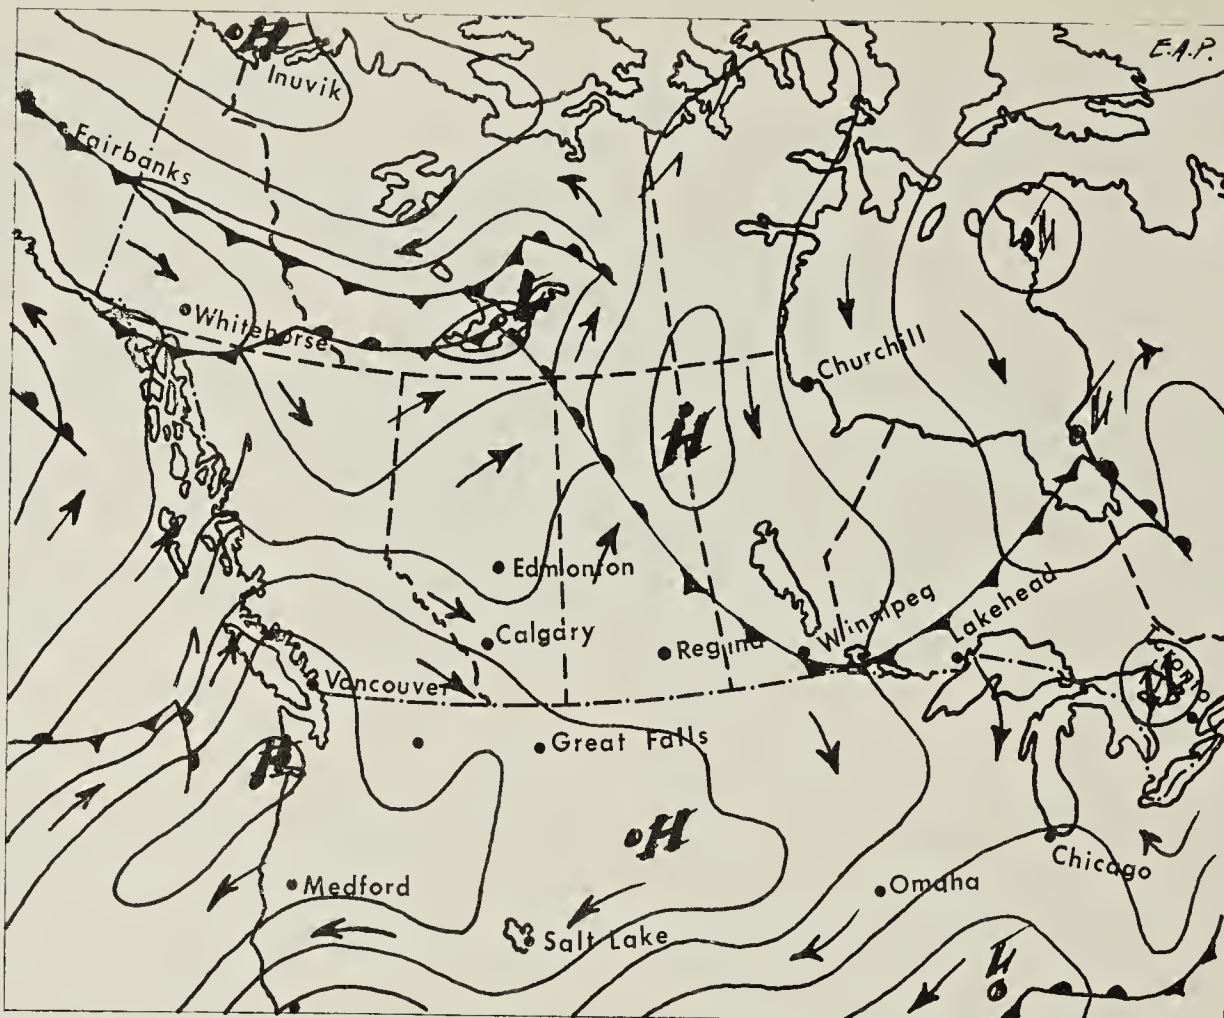 E.A.P.
H
Inuvik
Fairbanks
Whitehorse
L
Churchill
H
Edmonton
Calgary
Regina
Winnipeg
Lakehead
Vancouver
Great Falls
H
H
Chicago
Medford
Omaha
Salt Lake
L